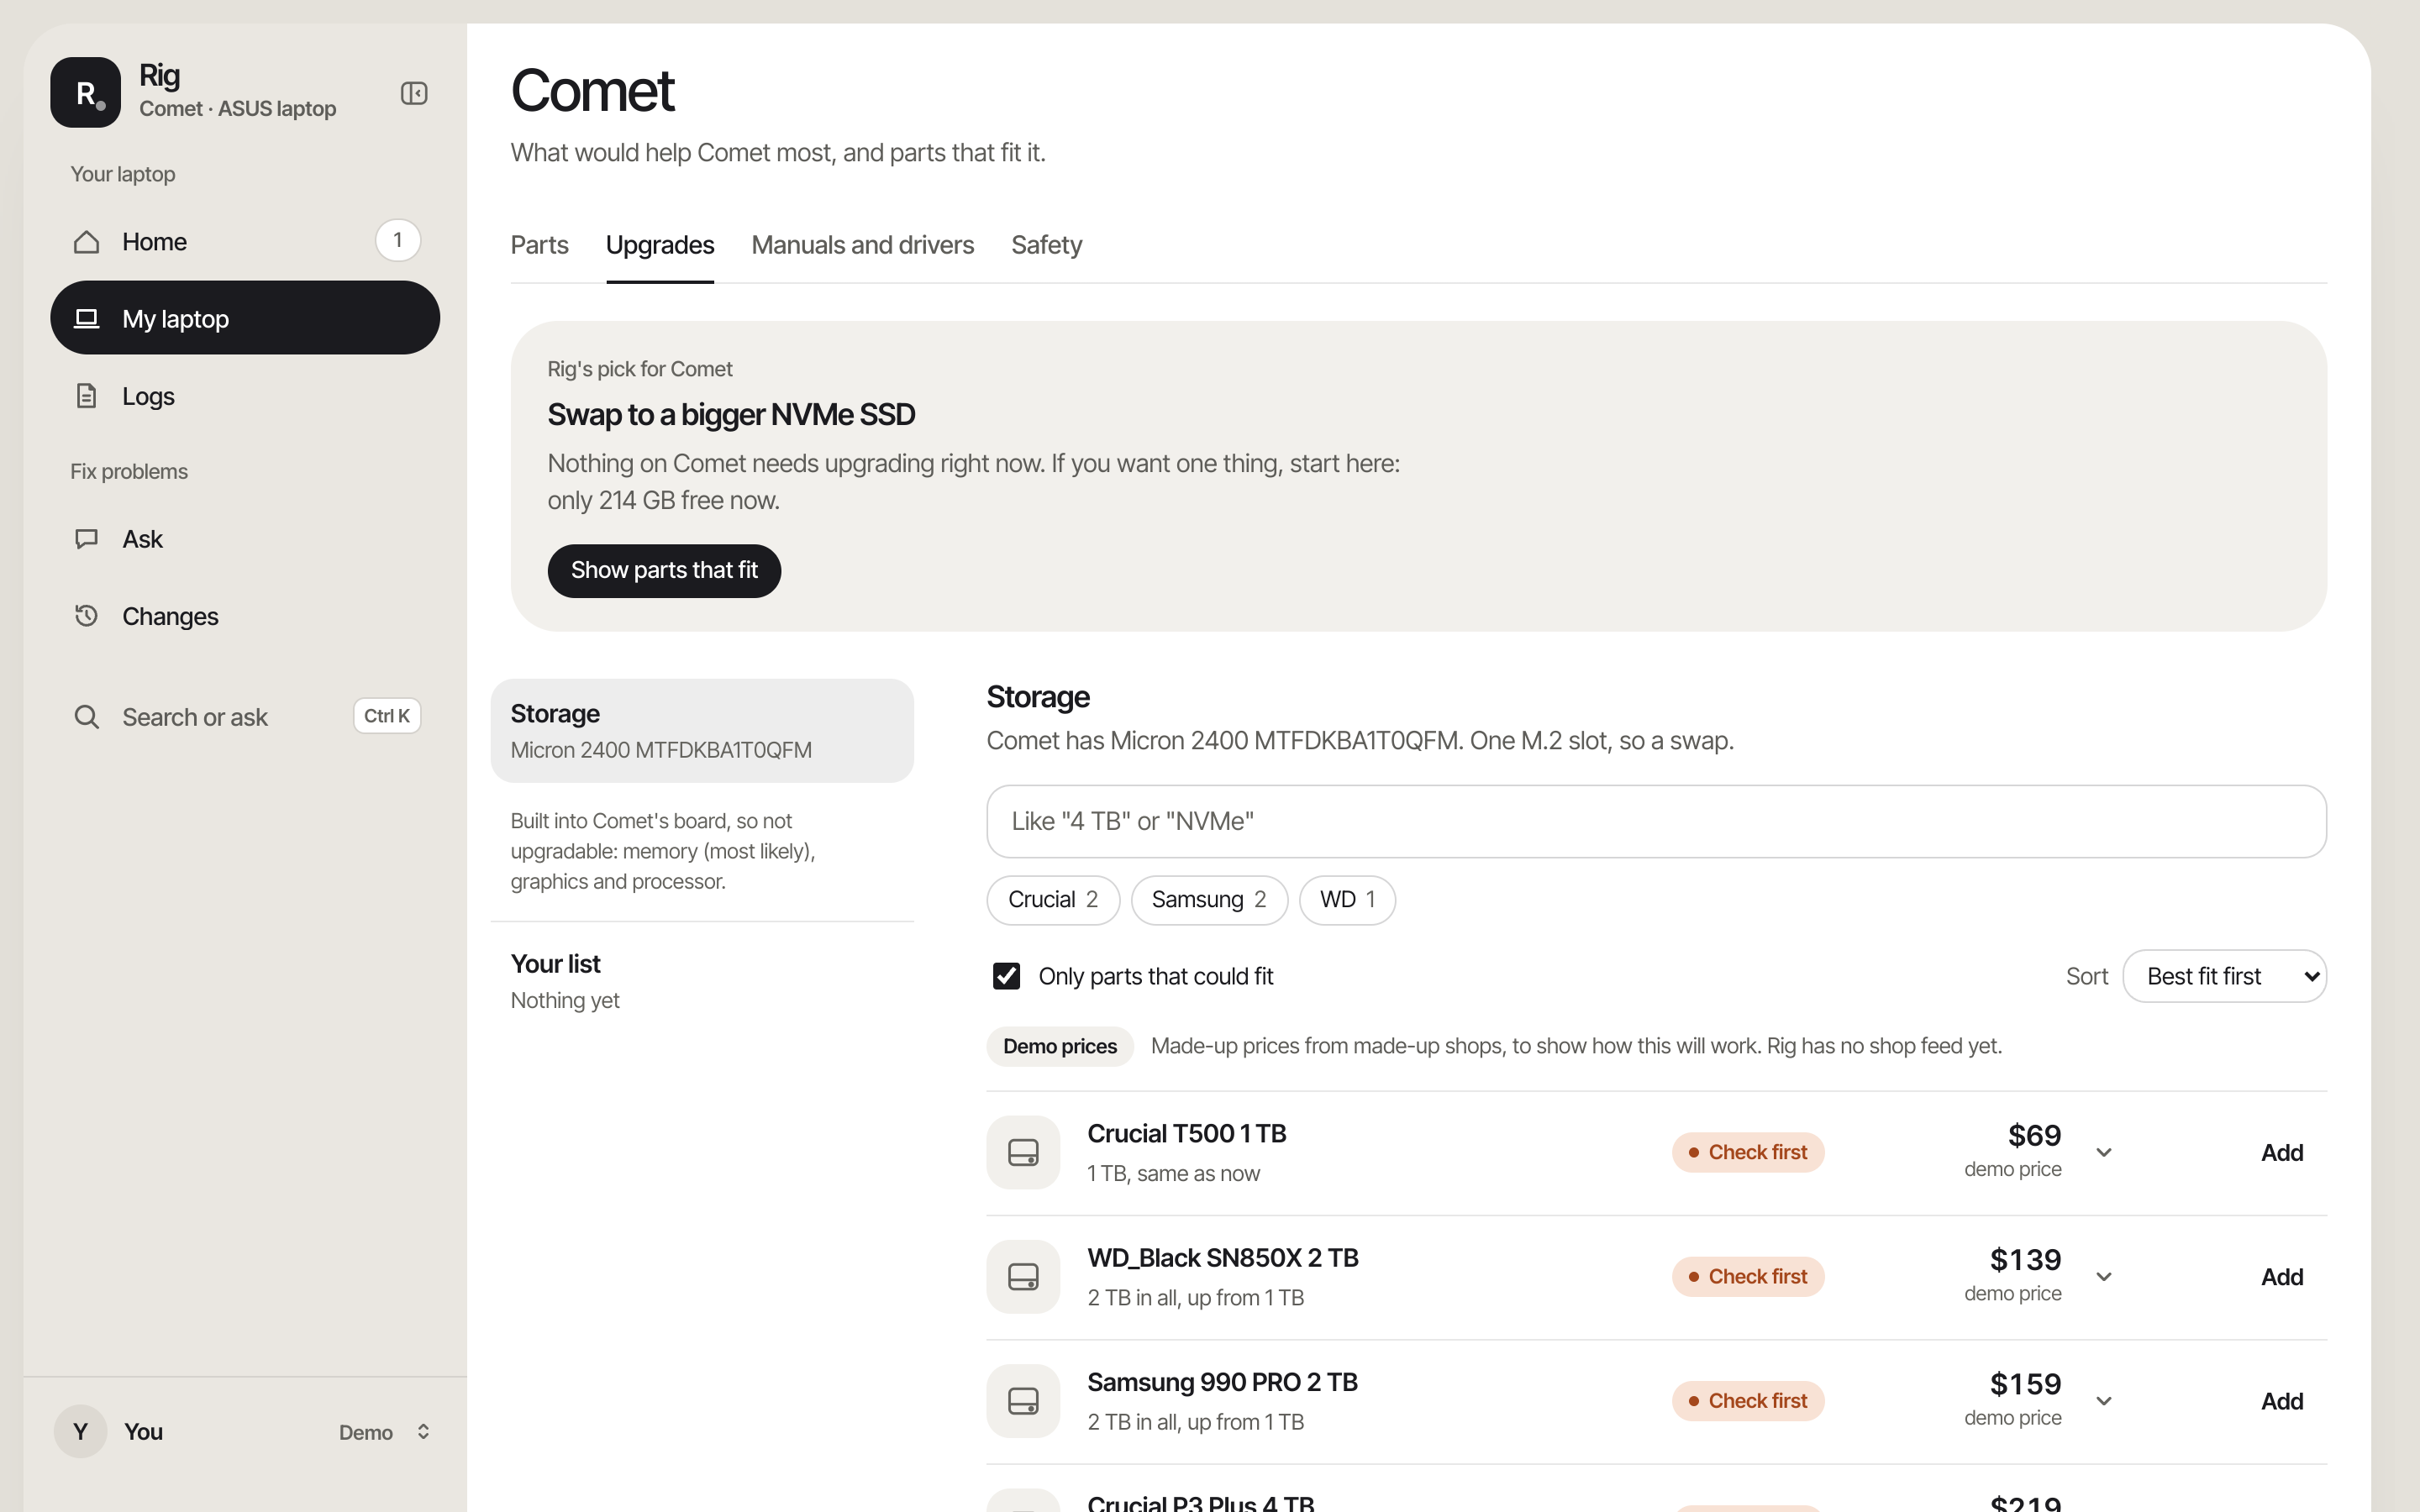 R.
Rig
Comet · ASUS laptop
Your laptop
Home 1
My laptop
Logs
Fix problems
Ask
Changes
Search or ask Ctrl K
Y You Demo
Comet
What would help Comet most, and parts that fit it.
Parts Upgrades Manuals and drivers Safety
Rig's pick for Comet
Swap to a bigger NVMe SSD
Nothing on Comet needs upgrading right now. If you want one thing, start here:
only 214 GB free now.
Show parts that fit
Storage
Micron 2400 MTFDKBA1T0QFM
Built into Comet's board, so not
upgradable: memory (most likely),
graphics and processor.
Your list
Nothing yet
Storage
Comet has Micron 2400 MTFDKBA1T0QFM. One M.2 slot, so a swap.
Like "4 TB" or "NVMe"
Crucial 2 Samsung 2 WD 1
Only parts that could fit Sort Best fit first
Demo prices Made-up prices from made-up shops, to show how this will work. Rig has no shop feed yet.
Crucial T500 1 TB
1 TB, same as now
Check first
$69
demo price
Add
WD_Black SN850X 2 TB
2 TB in all, up from 1 TB
Check first
$139
demo price
Add
Samsung 990 PRO 2 TB
2 TB in all, up from 1 TB
Check first
$159
demo price
Add
Crucial P3 Plus 4 TB
$219